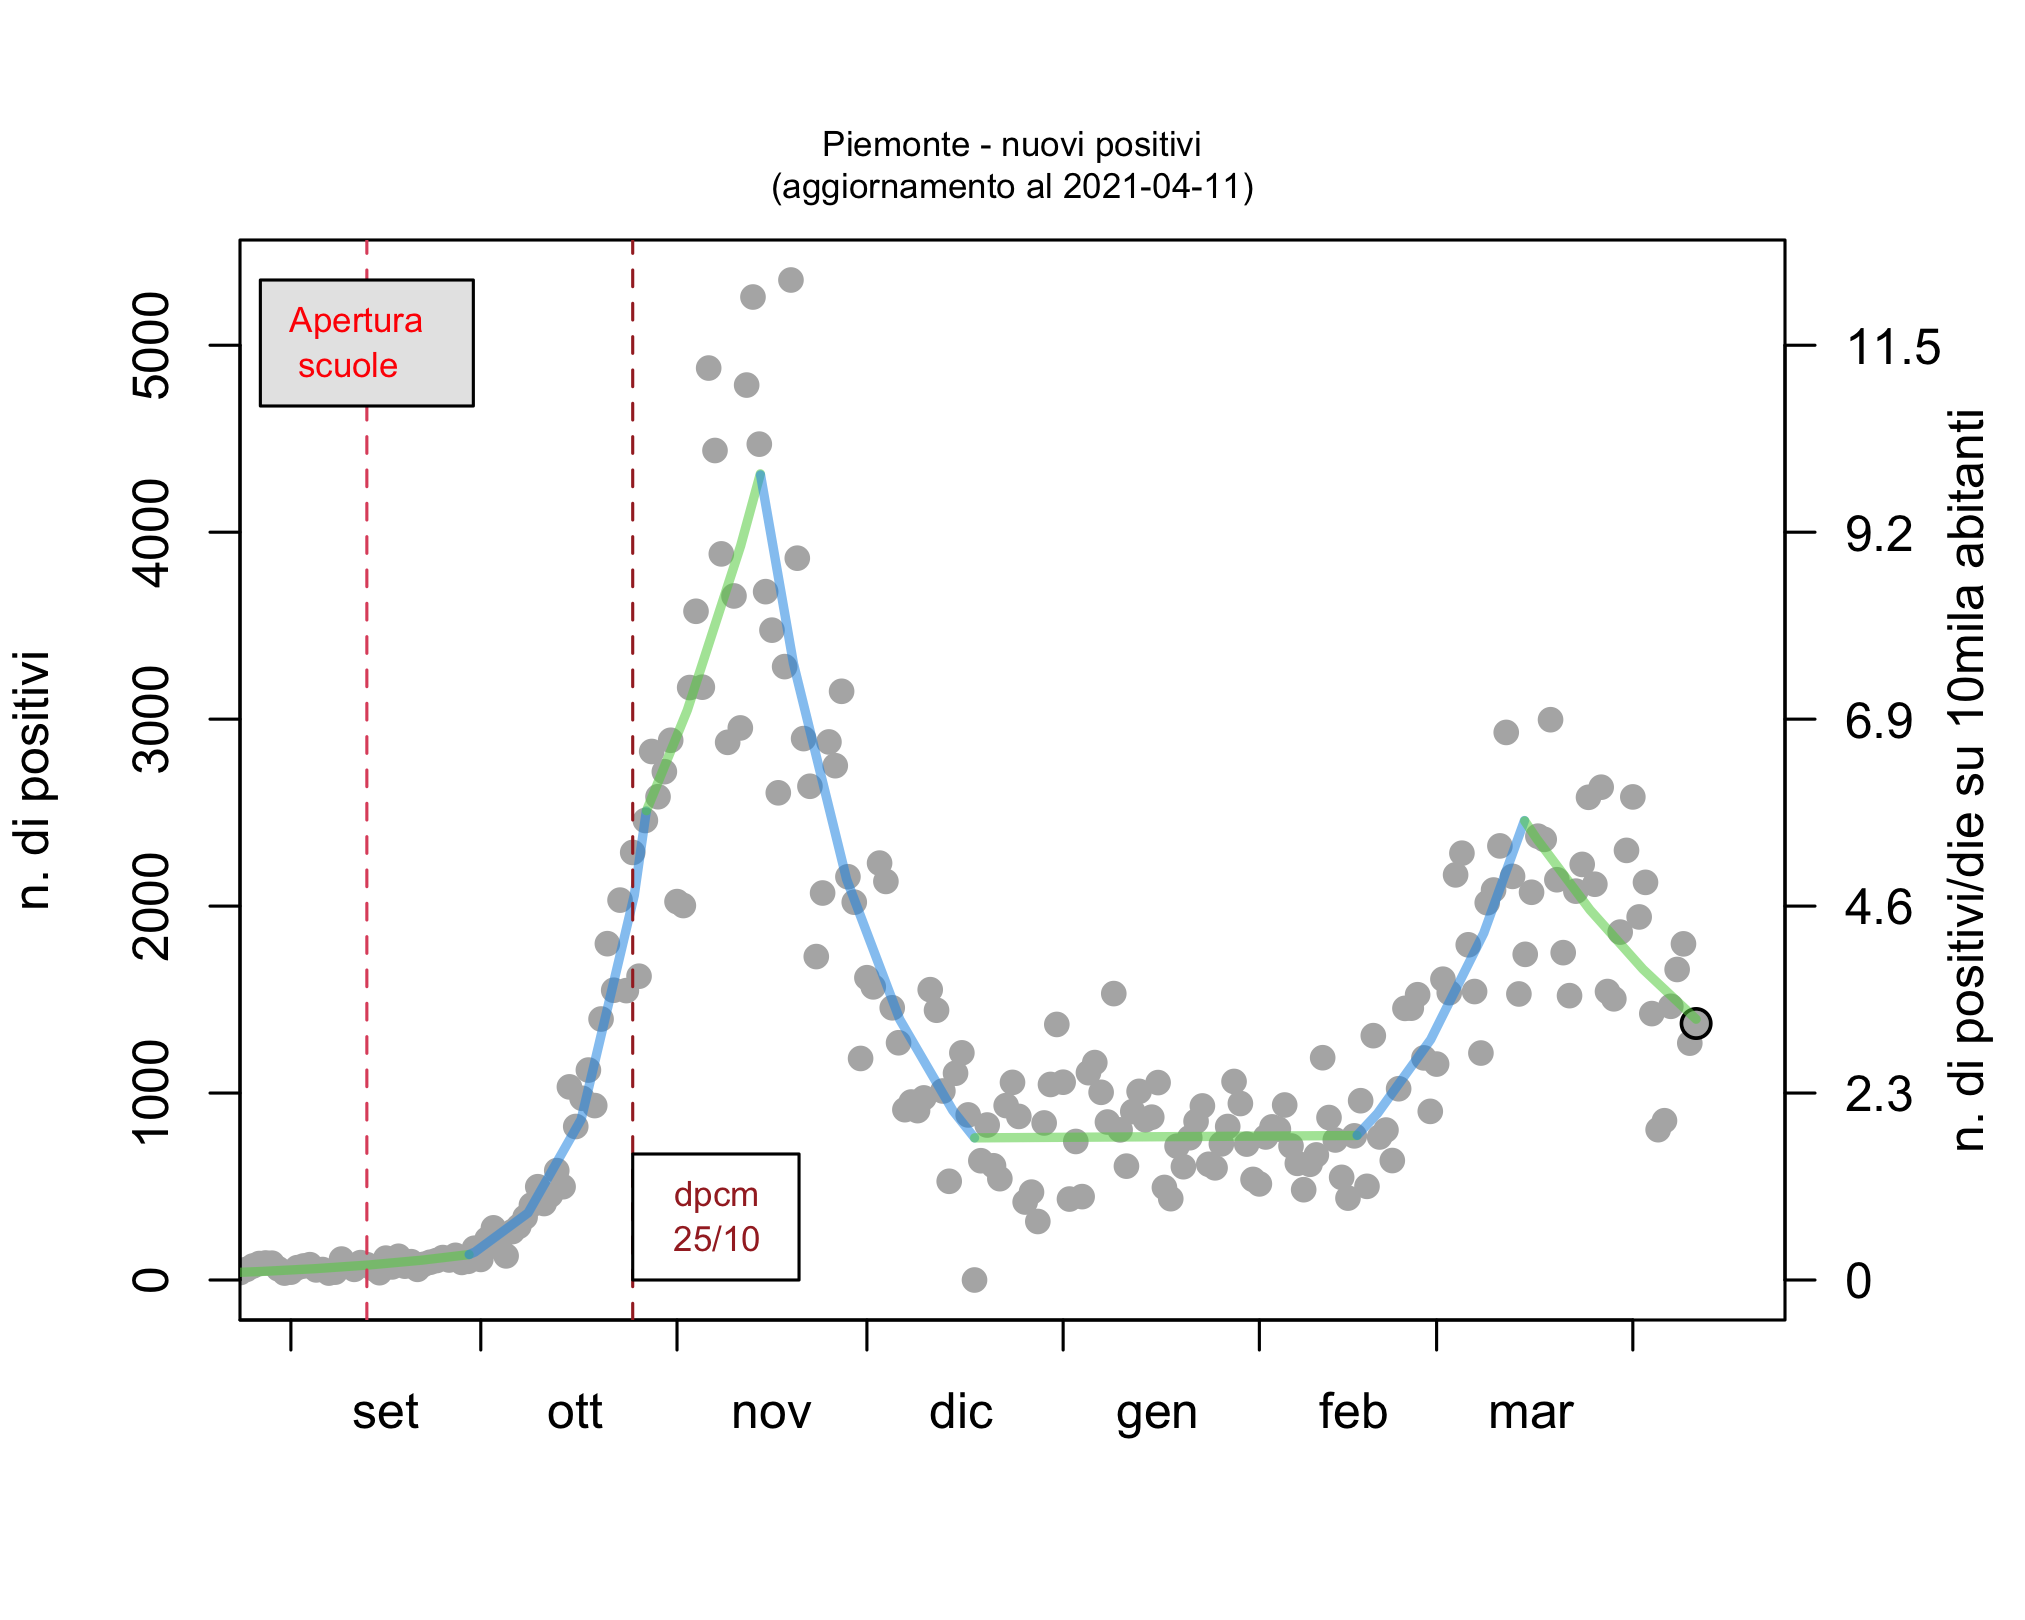 Piemonte - nuovi positivi
(aggiornamento al 2021-04-11)
Apertura
scuole
dpcm
25/10
n. di positivi
0
1000
2000
3000
4000
5000
0
2.3
4.6
6.9
9.2
11.5
n. di positivi/die su 10mila abitanti
set ott nov dic gen feb mar